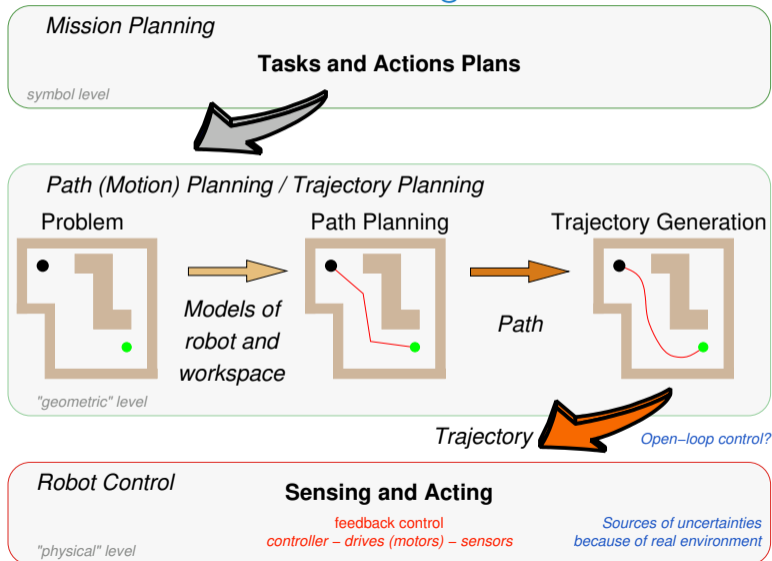 Mission Planning
Tasks and Actions Plans
symbol level
Path (Motion) Planning / Trajectory Planning
Problem
Path Planning
Trajectory Generation
Models of
robot and
workspace
Path
"geometric" level
Trajectory
Open−loop control?
Robot Control
Sensing and Acting
feedback control
controller − drives (motors) − sensors
Sources of uncertainties
because of real environment
"physical" level